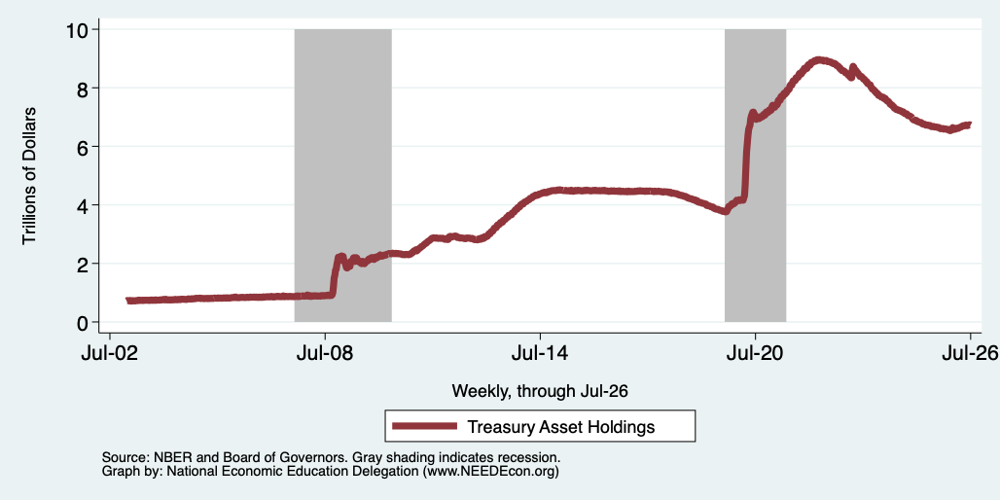 Trillions of Dollars
10
8
6
4
2
0
Jul-02 Jul-08 Jul-14 Jul-20 Jul-26
Weekly, through Jul-26
Treasury Asset Holdings
Source: NBER and Board of Governors. Gray shading indicates recession.
Graph by: National Economic Education Delegation (www.NEEDEcon.org)